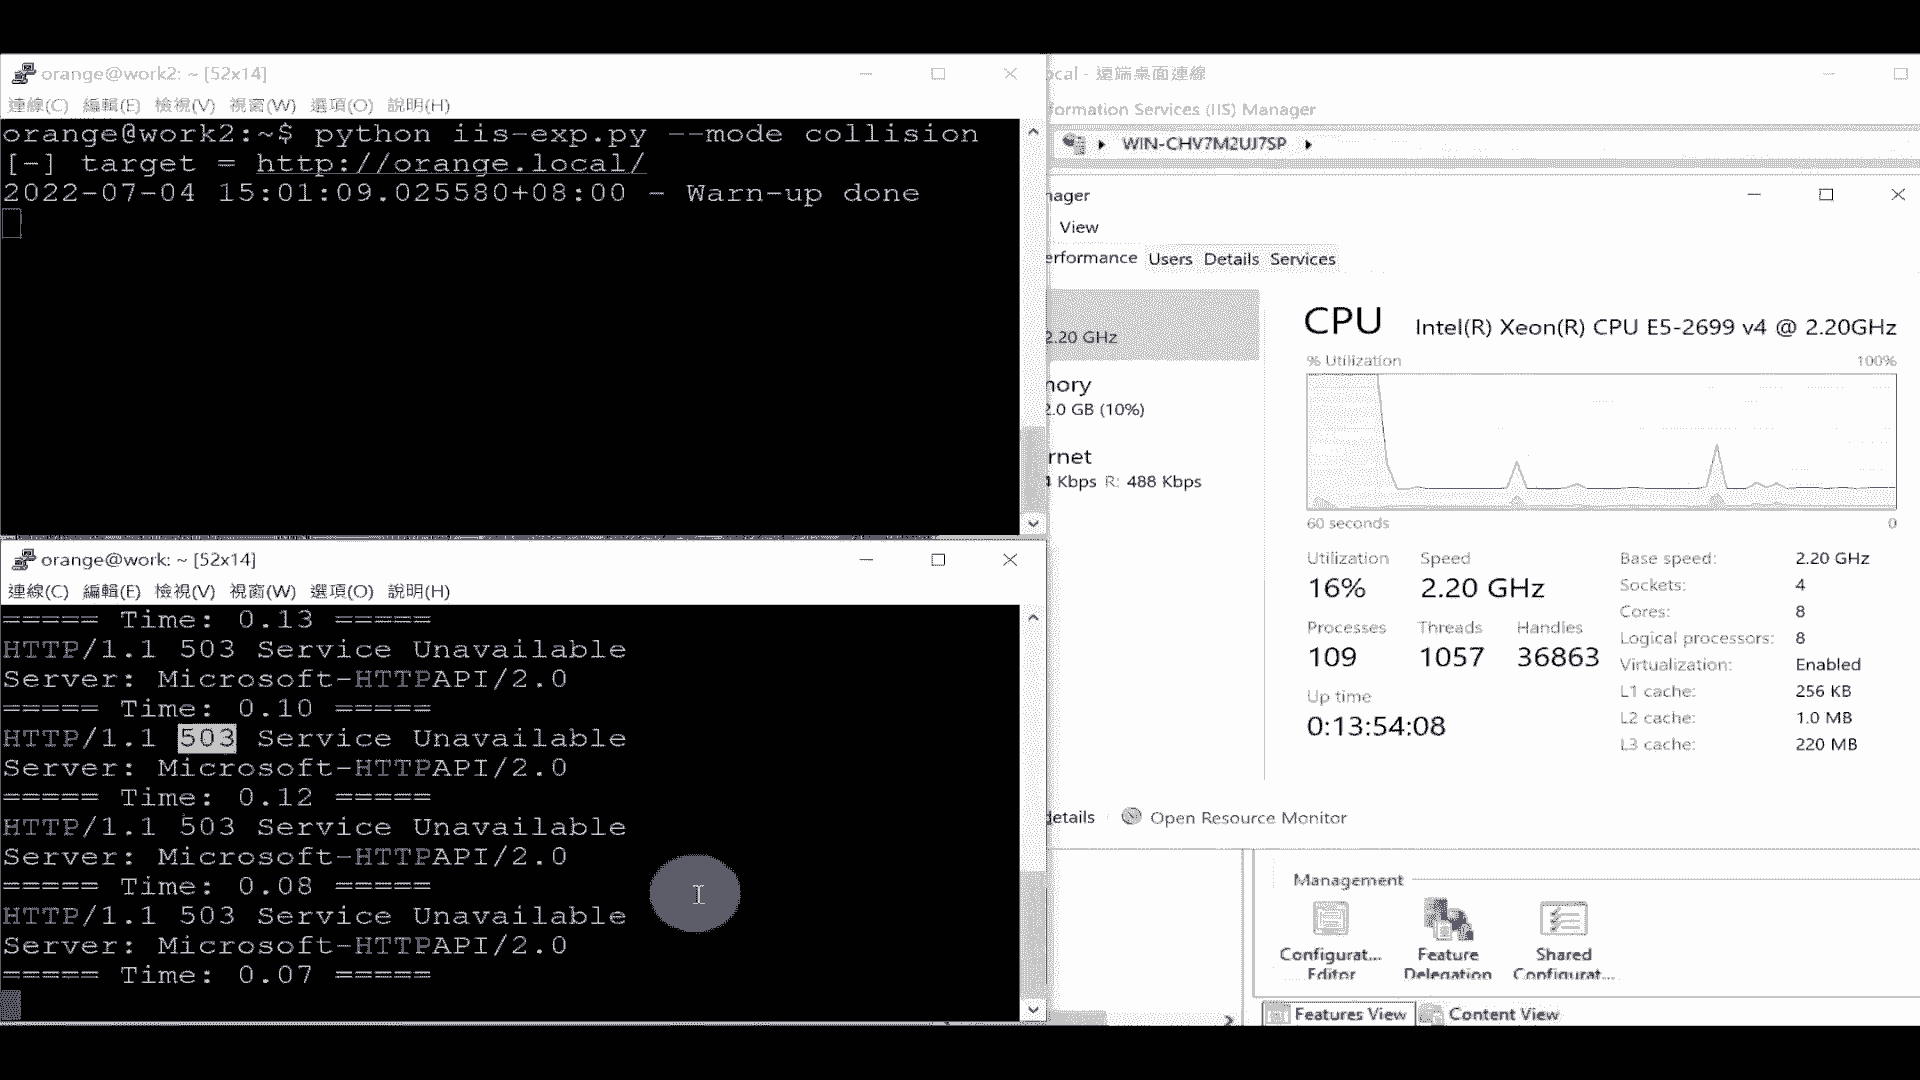 orange@work2: ~ [52x14]
連線(C) 編輯(E) 檢視(V) 視窗(W) 選項(O) 說明(H)
orange@work2:~$ python iis-exp.py --mode collision
[-] target = http://orange.local/
2022-07-04 15:01:09.025580+08:00 - Warn-up done
orange@work: ~ [52x14]
連線(C) 編輯(E) 檢視(V) 視窗(W) 選項(O) 說明(H)
===== Time: 0.13 =====
HTTP/1.1 503 Service Unavailable
Server: Microsoft-HTTPAPI/2.0
===== Time: 0.10 =====
HTTP/1.1 503 Service Unavailable
Server: Microsoft-HTTPAPI/2.0
===== Time: 0.12 =====
HTTP/1.1 503 Service Unavailable
Server: Microsoft-HTTPAPI/2.0
===== Time: 0.08 =====
HTTP/1.1 503 Service Unavailable
Server: Microsoft-HTTPAPI/2.0
===== Time: 0.07 =====
ocal - 遠端桌面連線
formation Services (IIS) Manager
WIN-CHV7M2UJ7SP
nager
View
erformance Users Details Services
2.20 GHz
nory
2.0 GB (10%)
rnet
4 Kbps R: 488 Kbps
CPU Intel(R) Xeon(R) CPU E5-2699 v4 @ 2.20GHz
% Utilization 100%
60 seconds 0
Utilization Speed
16% 2.20 GHz
Processes Threads Handles
109 1057 36863
Up time
0:13:54:08
Base speed: 2.20 GHz
Sockets: 4
Cores: 8
Logical processors: 8
Virtualization: Enabled
L1 cache: 256 KB
L2 cache: 1.0 MB
L3 cache: 220 MB
details Open Resource Monitor
Management
Configurat... Editor
Feature Delegation
Shared Configurat...
Features View Content View